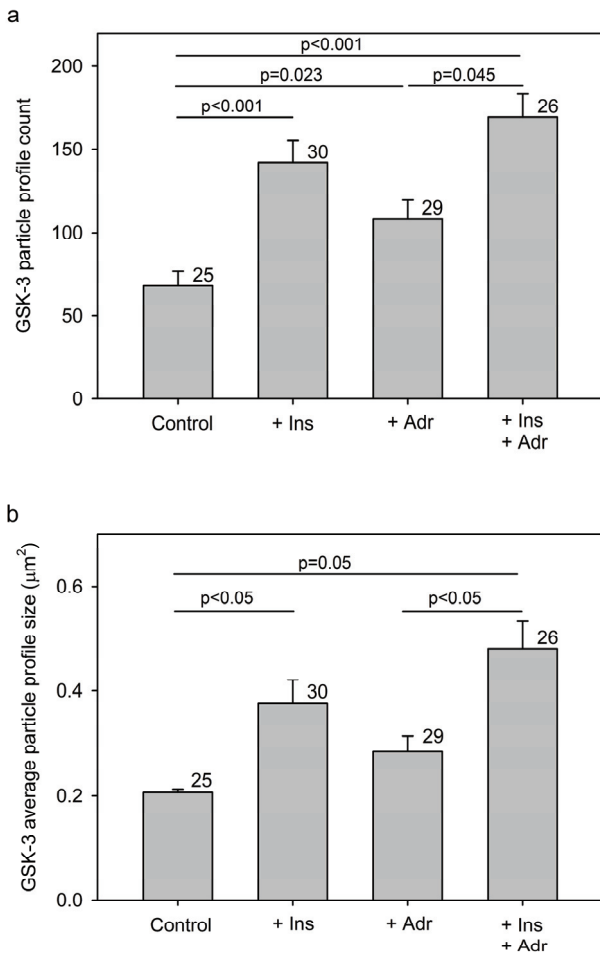 a
GSK-3 particle profile count
200
150
100
50
0
p<0.001
p=0.023
p=0.045
p<0.001
25
30
29
26
Control
+ Ins
+ Adr
+ Ins
+ Adr
b
GSK-3 average particle profile size (μm²)
0.6
0.4
0.2
0.0
p=0.05
p<0.05
p<0.05
25
30
29
26
Control
+ Ins
+ Adr
+ Ins
+ Adr